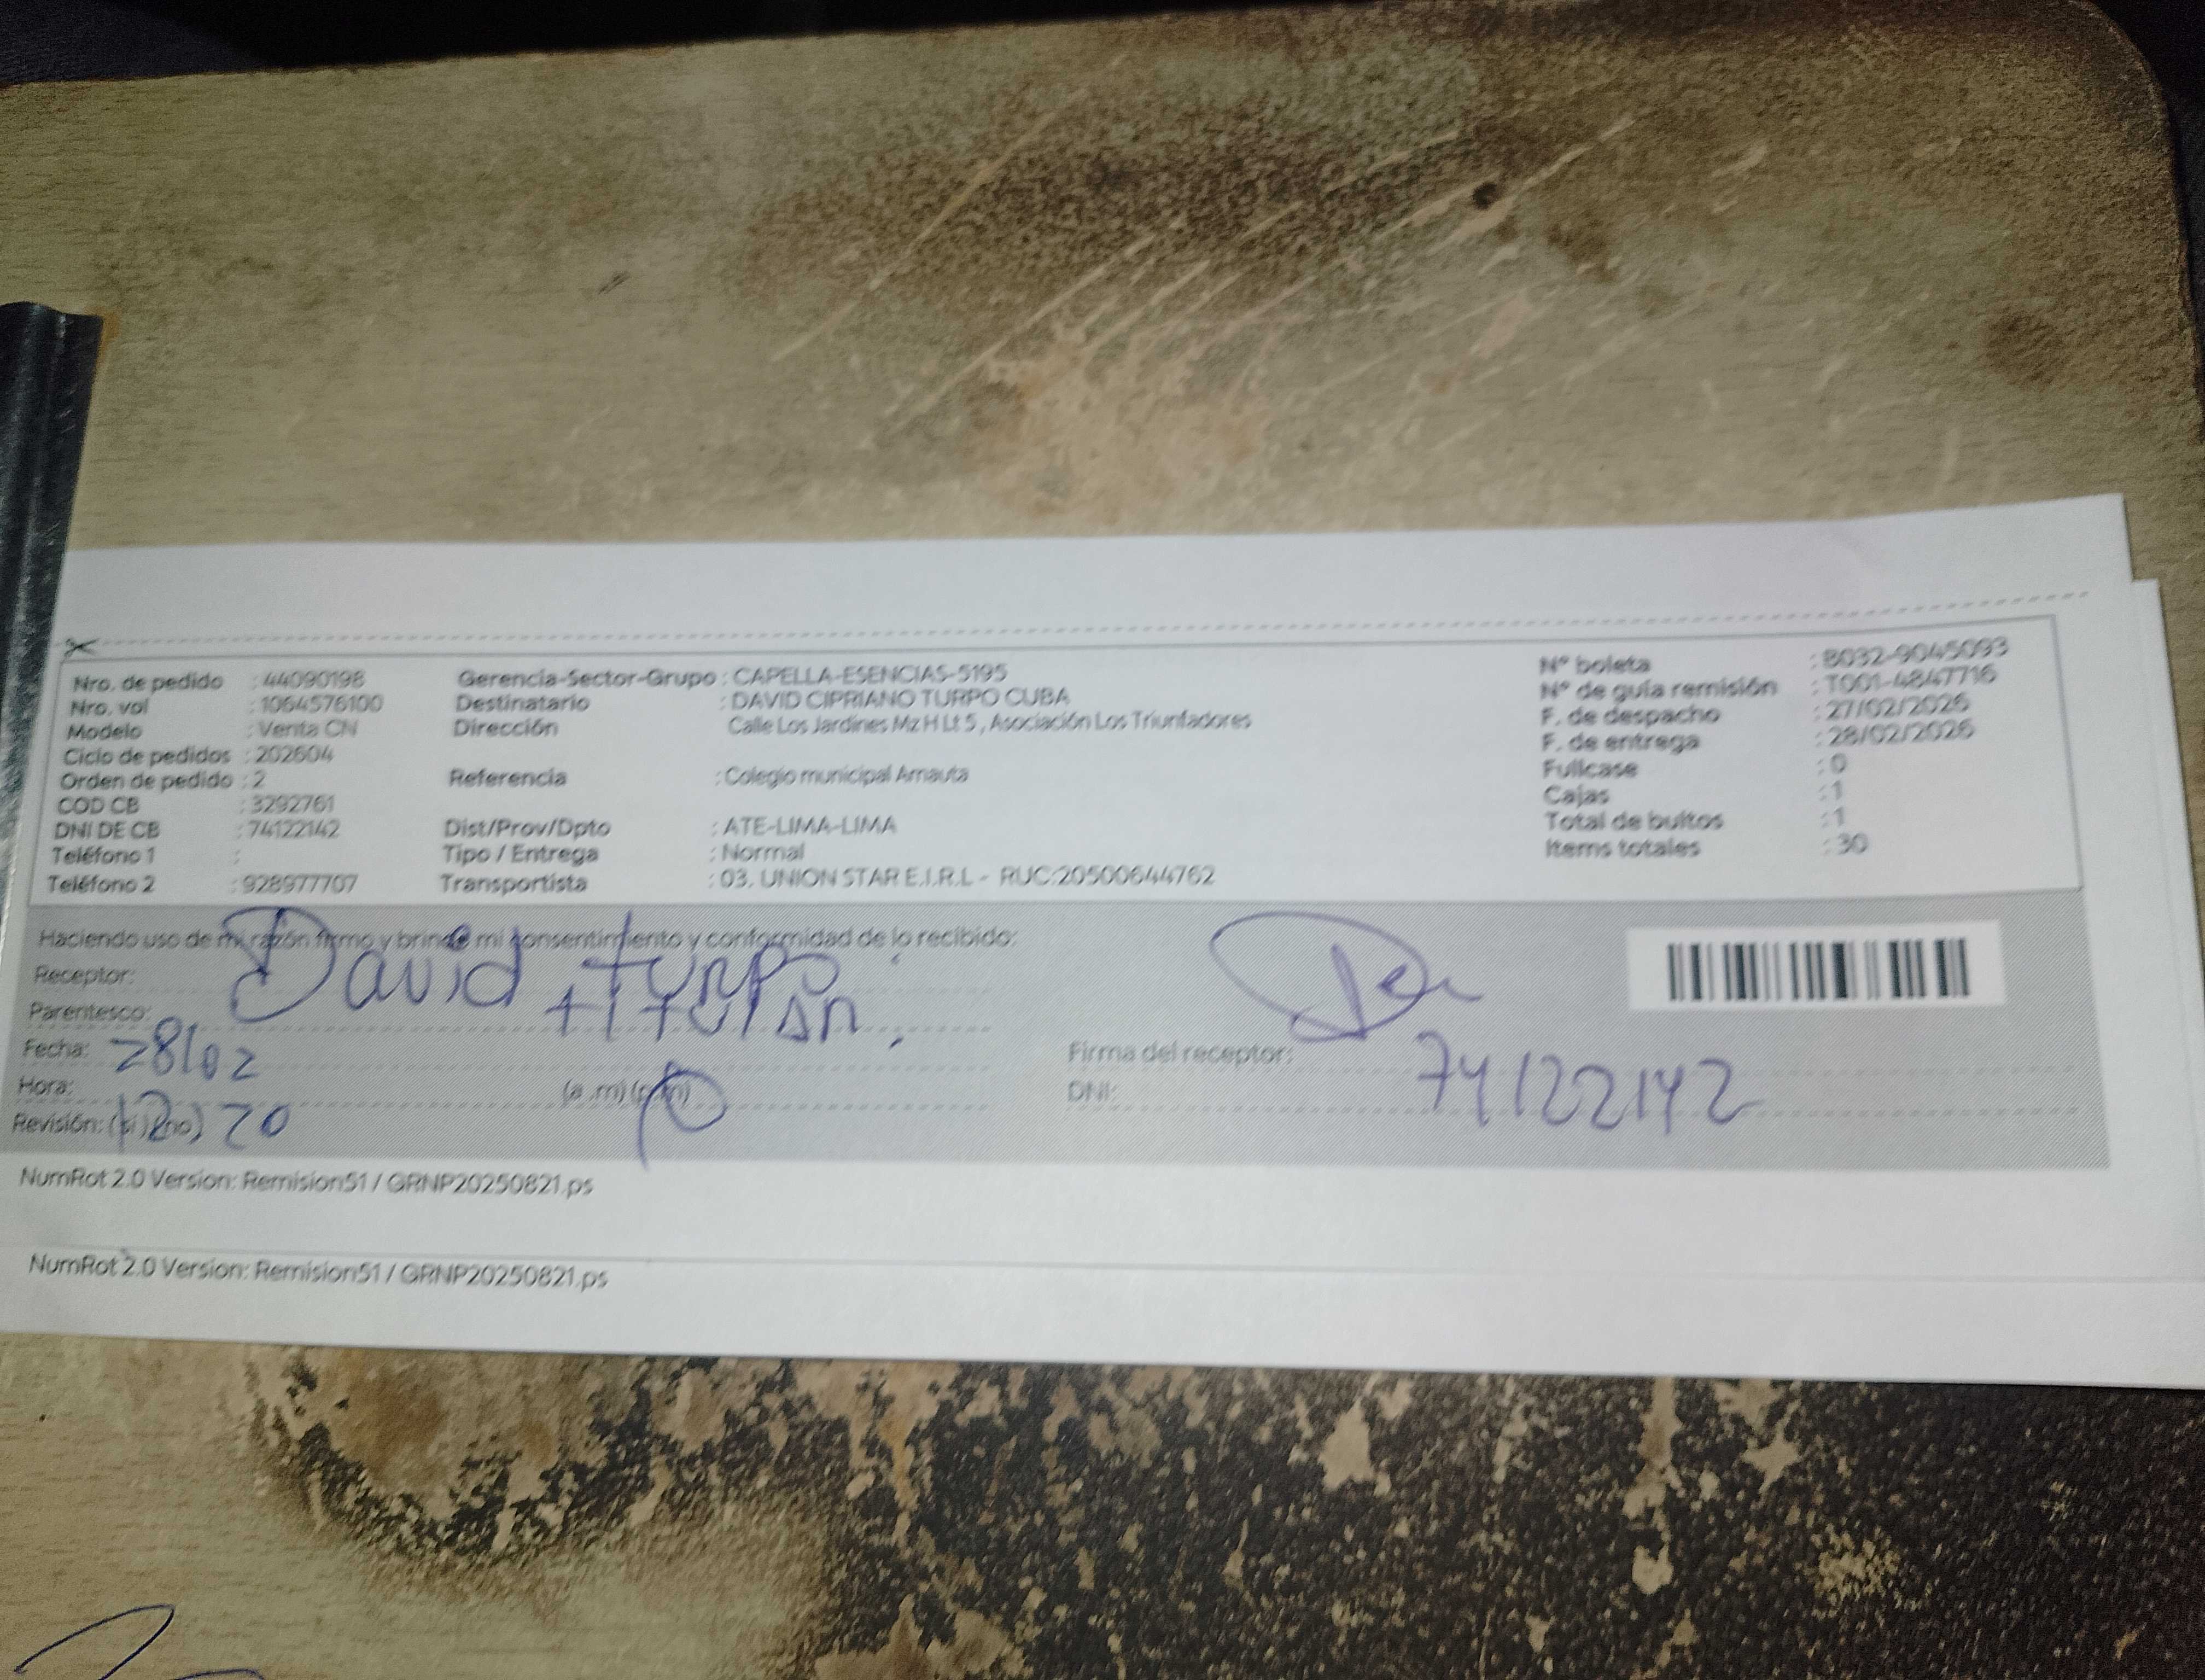 Nro. de pedido : 44090198 Gerencia-Sector-Grupo : CAPELLA-ESENCIAS-5195 N° boleta : B032-9045093
Nro. vol : 1064576100 Destinatario : DAVID CIPRIANO TURPO CUBA N° de guía remisión : T001-4847716
Modelo : Venta CN Dirección Calle Los Jardines Mz H Lt 5 , Asociación Los Triunfadores F. de despacho : 27/02/2026
Ciclo de pedidos : 202604 F. de entrega : 28/02/2026
Orden de pedido : 2 Referencia : Colegio municipal Amauta Fullcase : 0
COD CB : 3292761 Cajas : 1
DNI DE CB : 74122142 Dist/Prov/Dpto : ATE-LIMA-LIMA Total de bultos : 1
Teléfono 1 : Tipo / Entrega : Normal Items totales : 30
Teléfono 2 : 928977707 Transportista : 03. UNION STAR E.I.R.L - RUC:20500644762
Haciendo uso de mi razón firmo y brindo mi consentimiento y conformidad de lo recibido:
Receptor: David turpo
Parentesco: titular
Fecha: 28/02 Firma del receptor:
Hora: (a .m) (p.m) DNI: 74122142
Revisión: (si) (no) 12 20
NumRot 2.0 Version: Remision51 / GRNP20250821.ps
NumRot 2.0 Version: Remision51 / GRNP20250821.ps